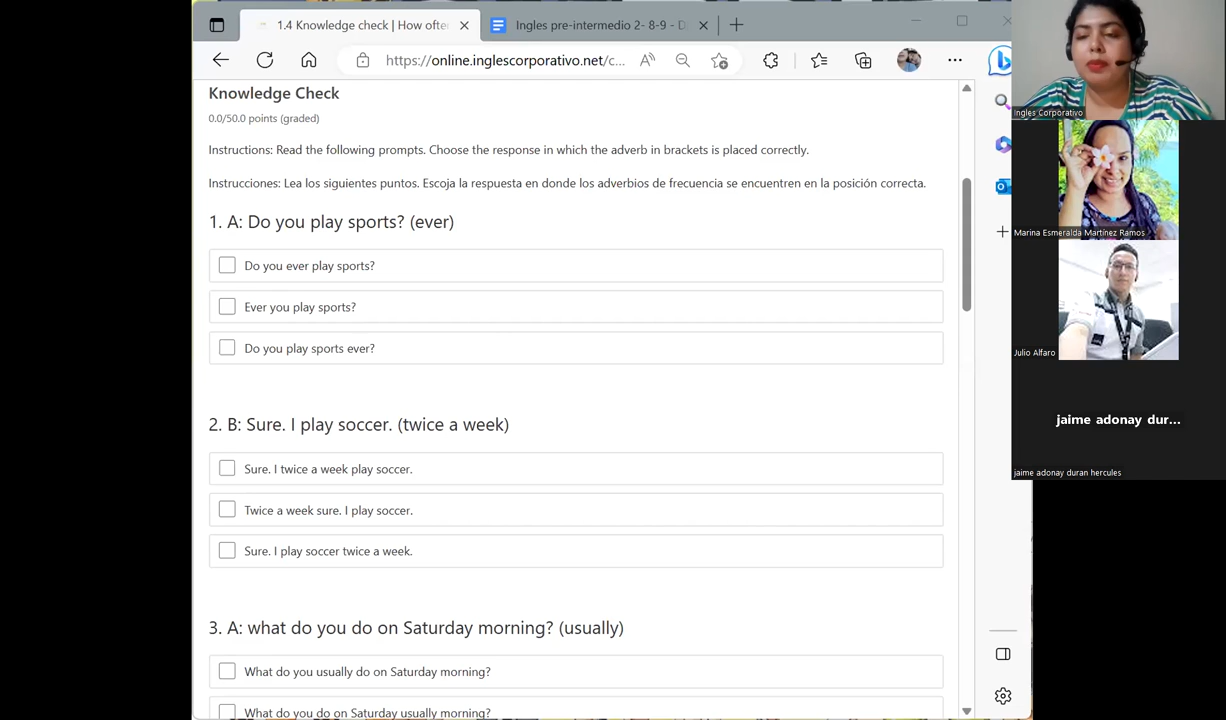 1.4 Knowledge check | How ofte
Ingles pre-intermedio 2- 8-9 - D
https://online.inglescorporativo.net/c...
Knowledge Check
0.0/50.0 points (graded)
Instructions: Read the following prompts. Choose the response in which the adverb in brackets is placed correctly.
Instrucciones: Lea los siguientes puntos. Escoja la respuesta en donde los adverbios de frecuencia se encuentren en la posición correcta.
1. A: Do you play sports? (ever)
Do you ever play sports?
Ever you play sports?
Do you play sports ever?
2. B: Sure. I play soccer. (twice a week)
Sure. I twice a week play soccer.
Twice a week sure. I play soccer.
Sure. I play soccer twice a week.
3. A: what do you do on Saturday morning? (usually)
What do you usually do on Saturday morning?
What do you do on Saturday usually morning?
Ingles Corporativo
Marina Esmeralda Martinez Ramos
Julio Alfaro
jaime adonay dur...
jaime adonay duran hercules